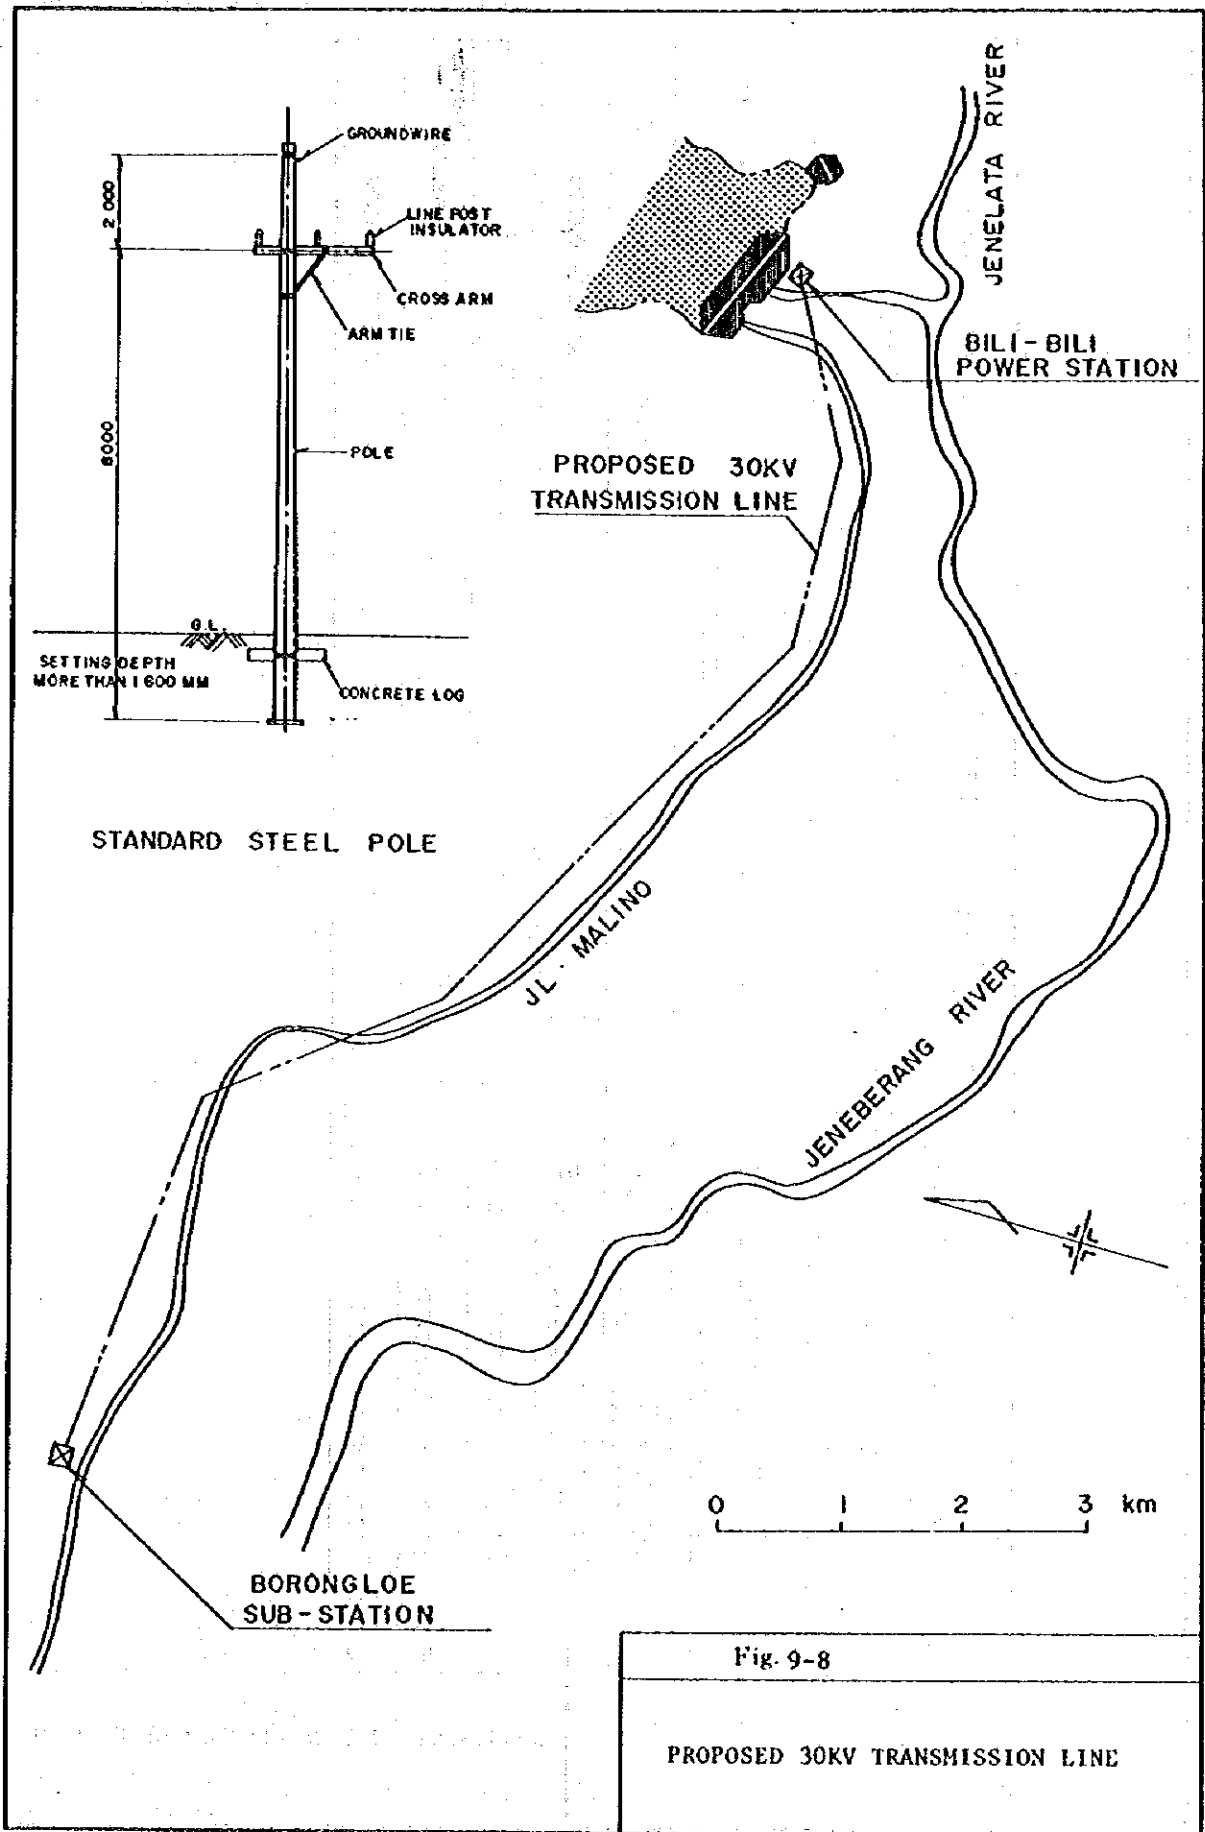 GROUNDWIRE
2 000
LINE POST
INSULATOR
CROSS ARM
ARM TIE
8000
POLE
G.L.
SETTING DEPTH
MORE THAN 1 600 MM
CONCRETE LOG
STANDARD STEEL POLE
JENELATA RIVER
BILI-BILI
POWER STATION
PROPOSED 30KV
TRANSMISSION LINE
JL. MALINO
JENEBERANG RIVER
0 1 2 3 km
BORONGLOE
SUB-STATION
Fig. 9-8
PROPOSED 30KV TRANSMISSION LINE